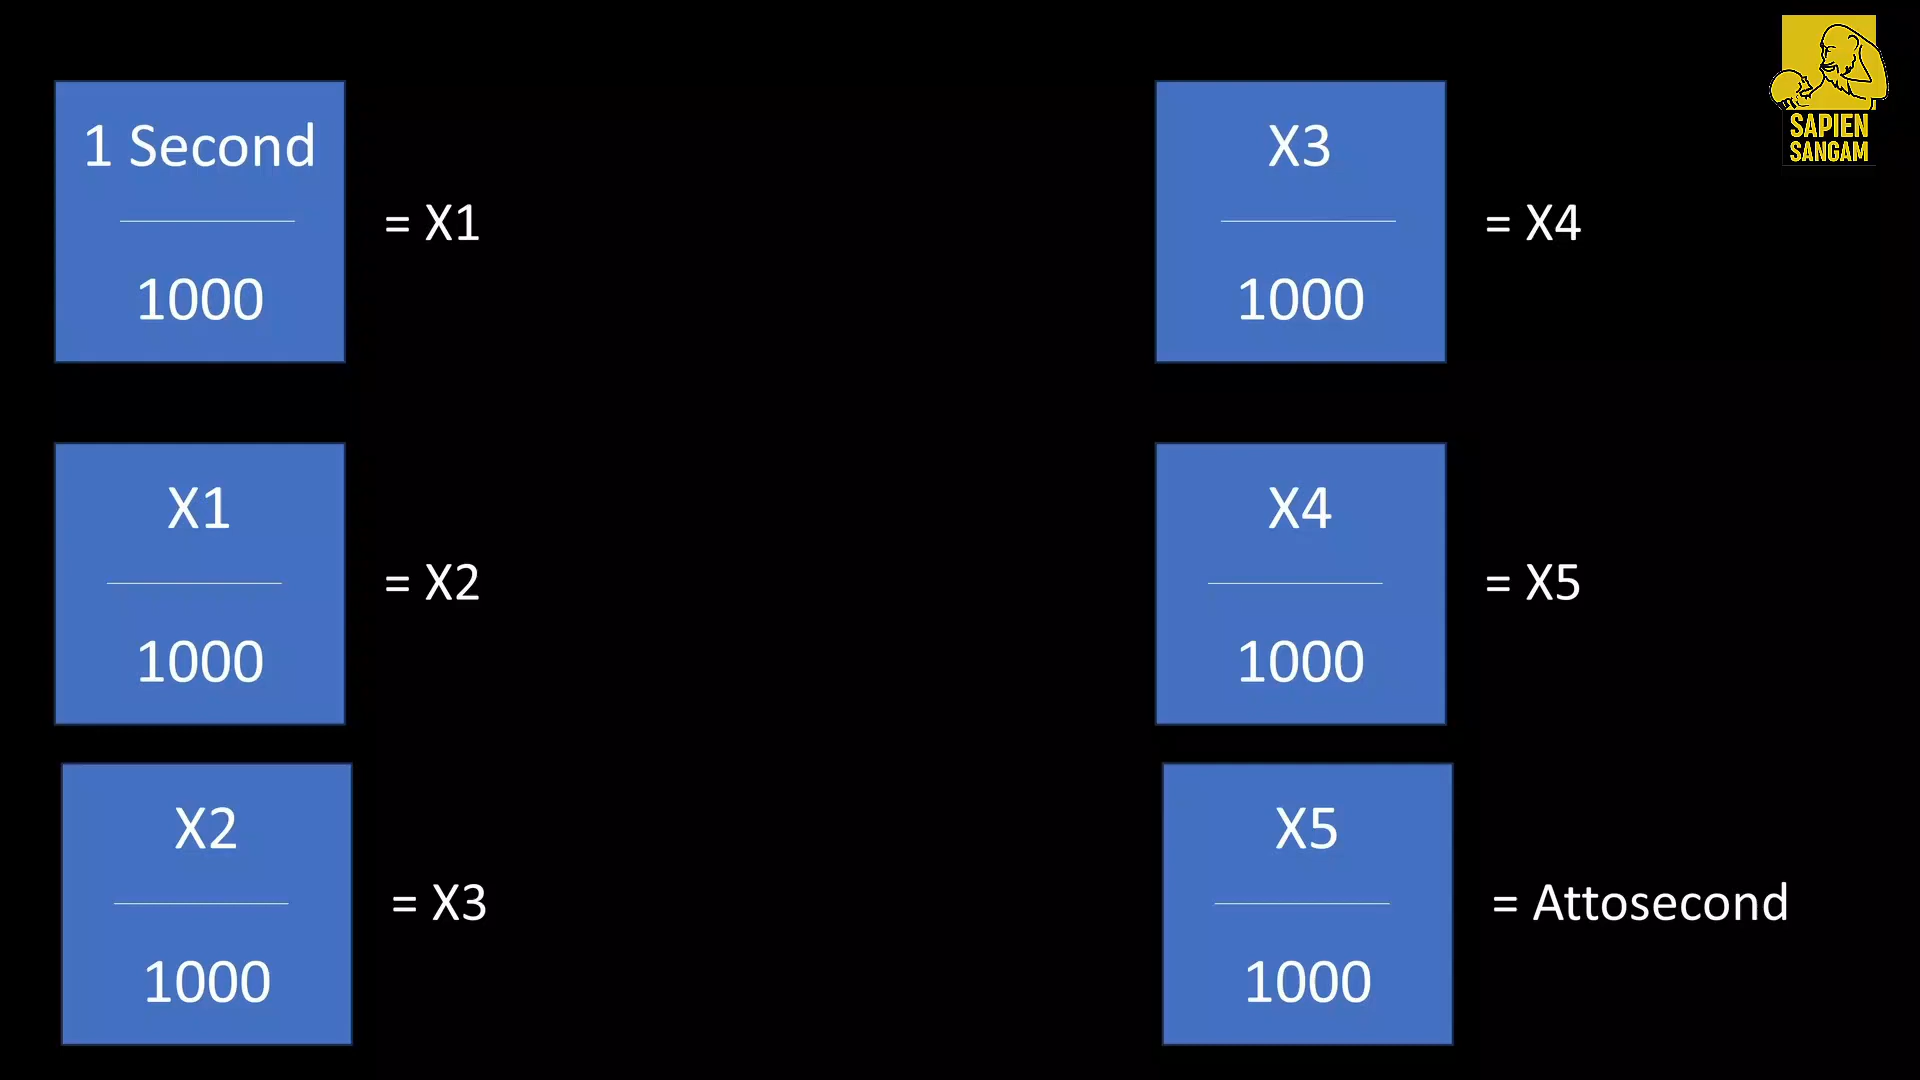 1 Second
1000
= X1
X1
1000
= X2
X2
1000
= X3
X3
1000
= X4
X4
1000
= X5
X5
1000
= Attosecond
SAPIEN
SANGAM